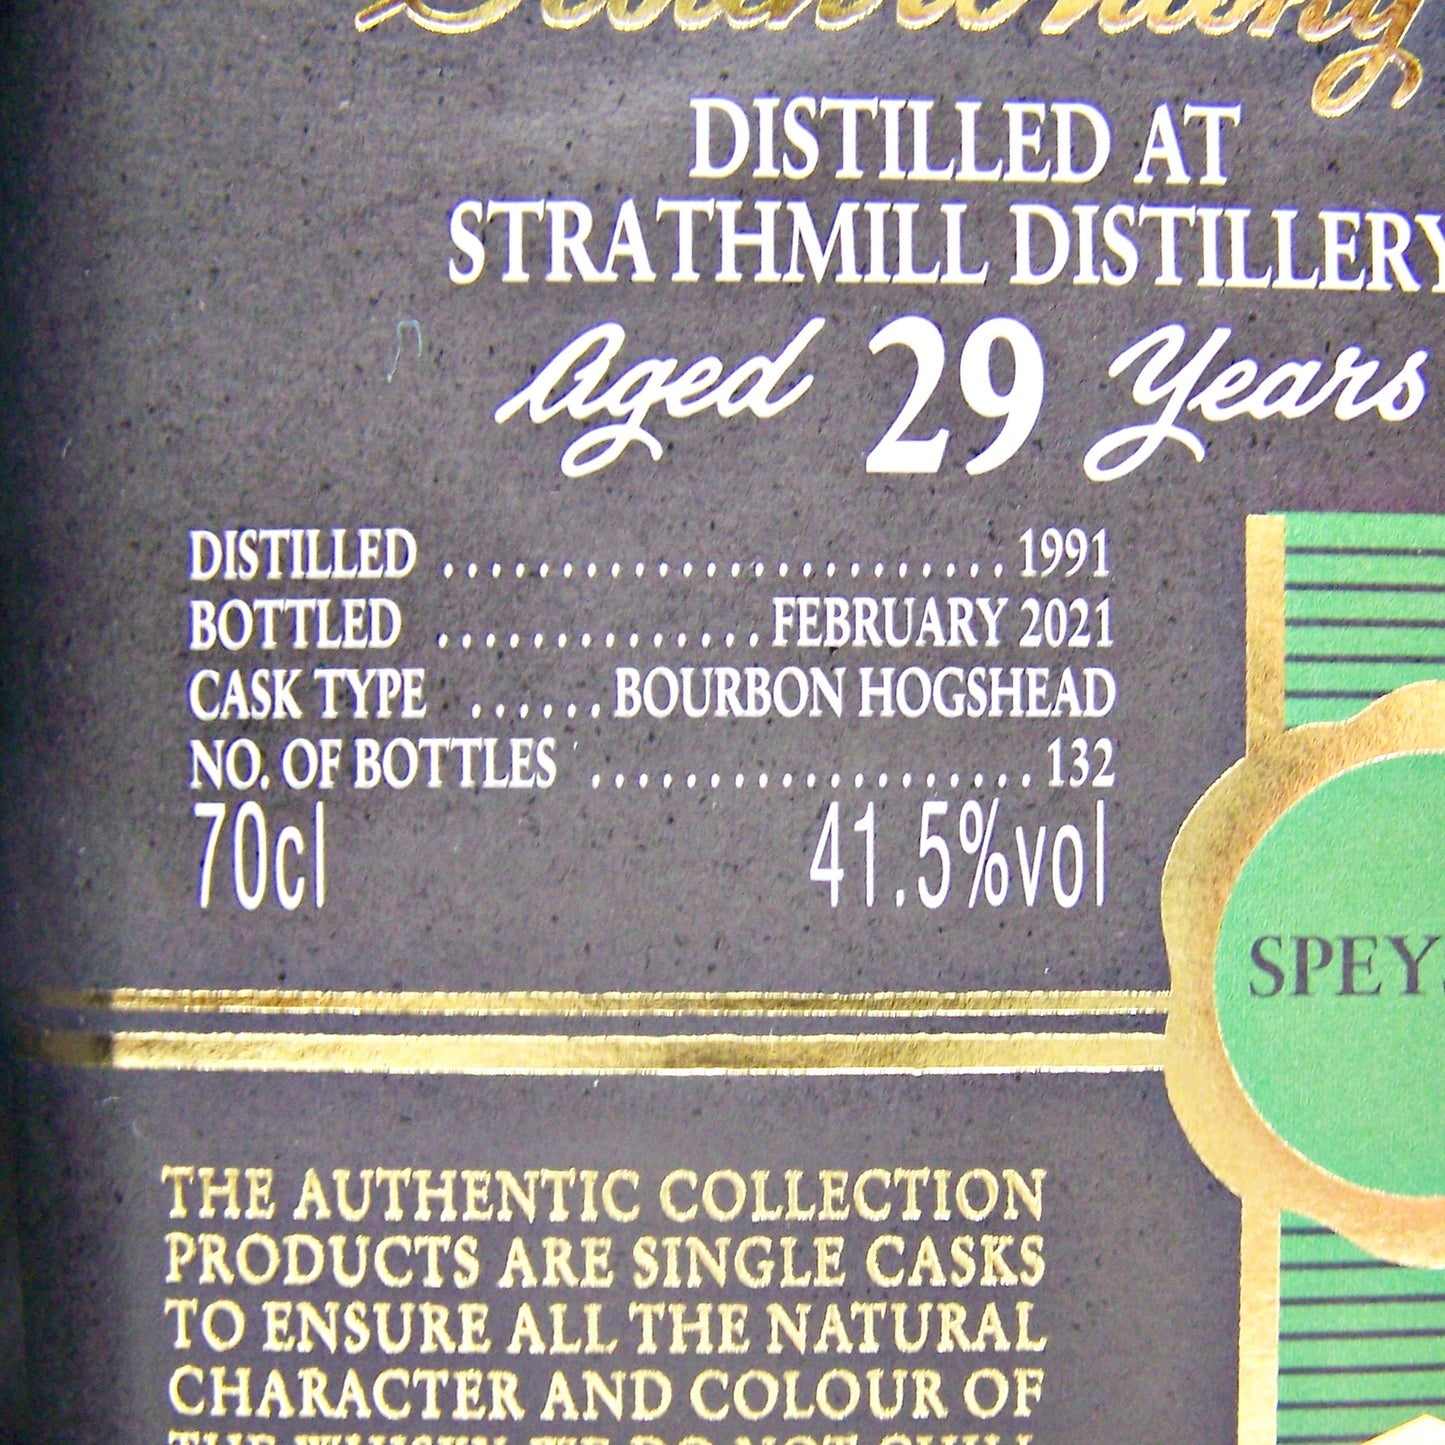 DISTILLED AT
STRATHMILL DISTILLERY
Aged 29 Years
DISTILLED .......................... 1991
BOTTLED .............. FEBRUARY 2021
CASK TYPE ...... BOURBON HOGSHEAD
NO. OF BOTTLES ................... 132
70cl 41.5%vol
SPEYS
THE AUTHENTIC COLLECTION
PRODUCTS ARE SINGLE CASKS
TO ENSURE ALL THE NATURAL
CHARACTER AND COLOUR OF